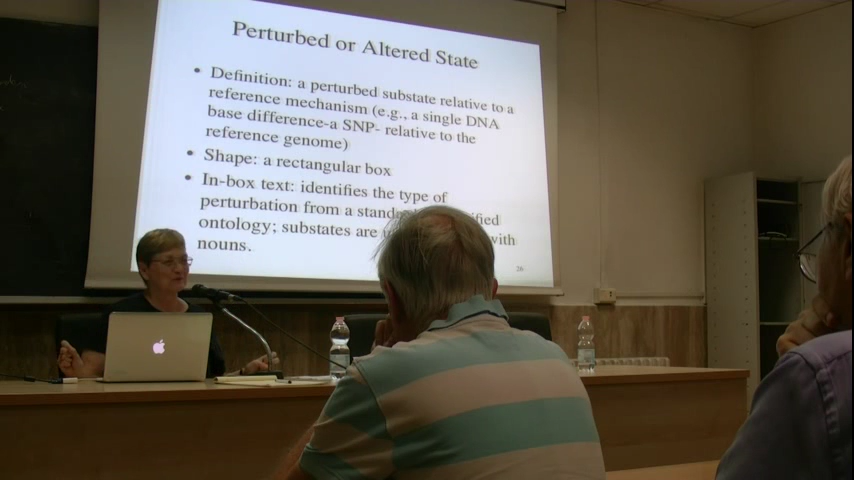 Perturbed or Altered State
• Definition: a perturbed substate relative to a
reference mechanism (e.g., a single DNA
base difference-a SNP- relative to the
reference genome)
• Shape: a rectangular box
• In-box text: identifies the type of
perturbation from a fied
ontology; substates are with
nouns.
26